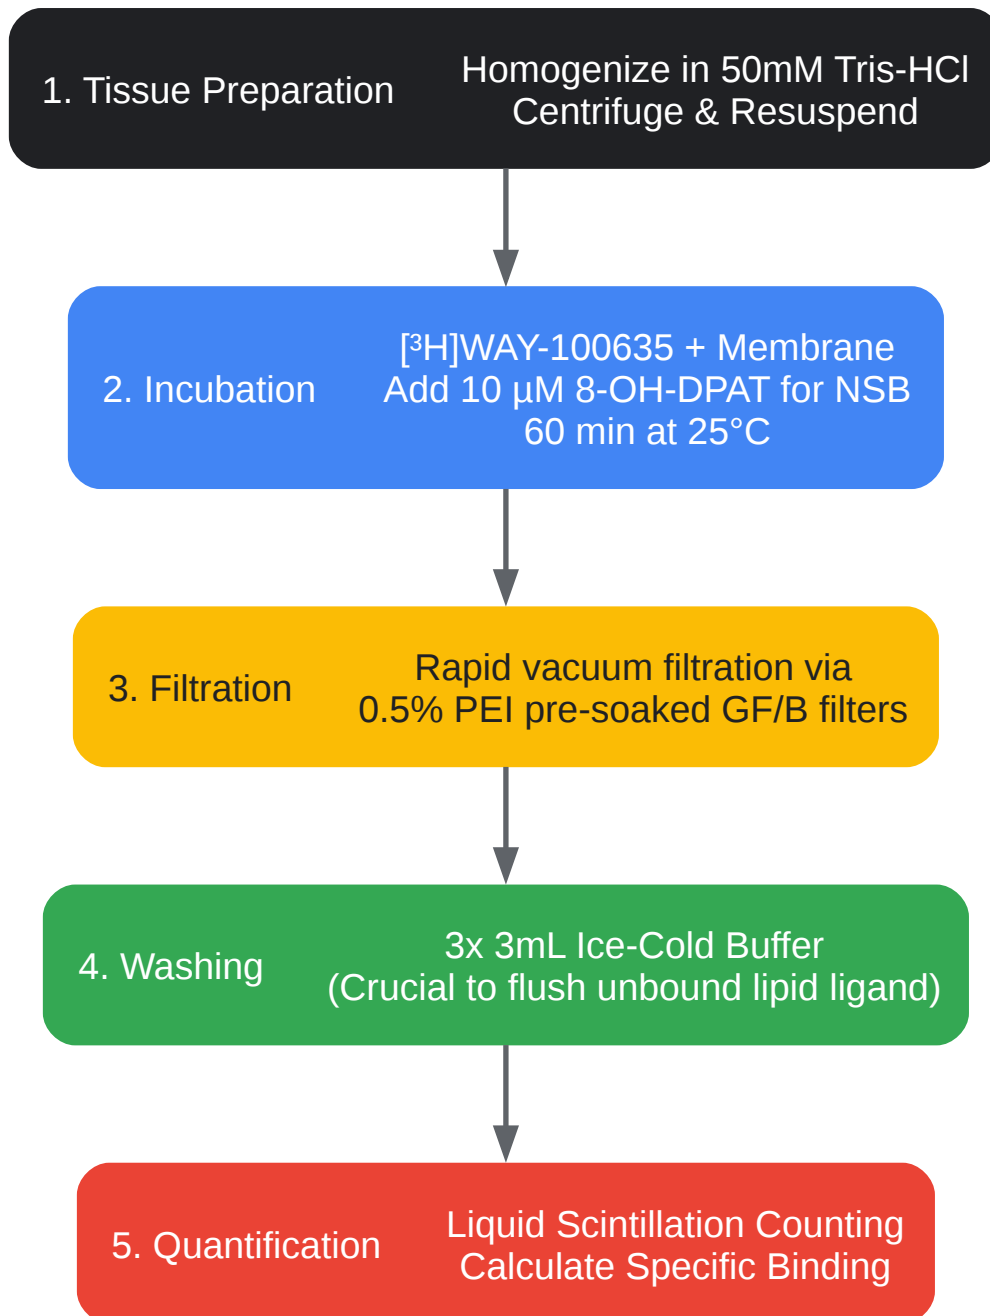 1. Tissue Preparation
Homogenize in 50mM Tris-HCl
Centrifuge & Resuspend
2. Incubation
[³H]WAY-100635 + Membrane
Add 10 µM 8-OH-DPAT for NSB
60 min at 25°C
3. Filtration
Rapid vacuum filtration via
0.5% PEI pre-soaked GF/B filters
4. Washing
3x 3mL Ice-Cold Buffer
(Crucial to flush unbound lipid ligand)
5. Quantification
Liquid Scintillation Counting
Calculate Specific Binding